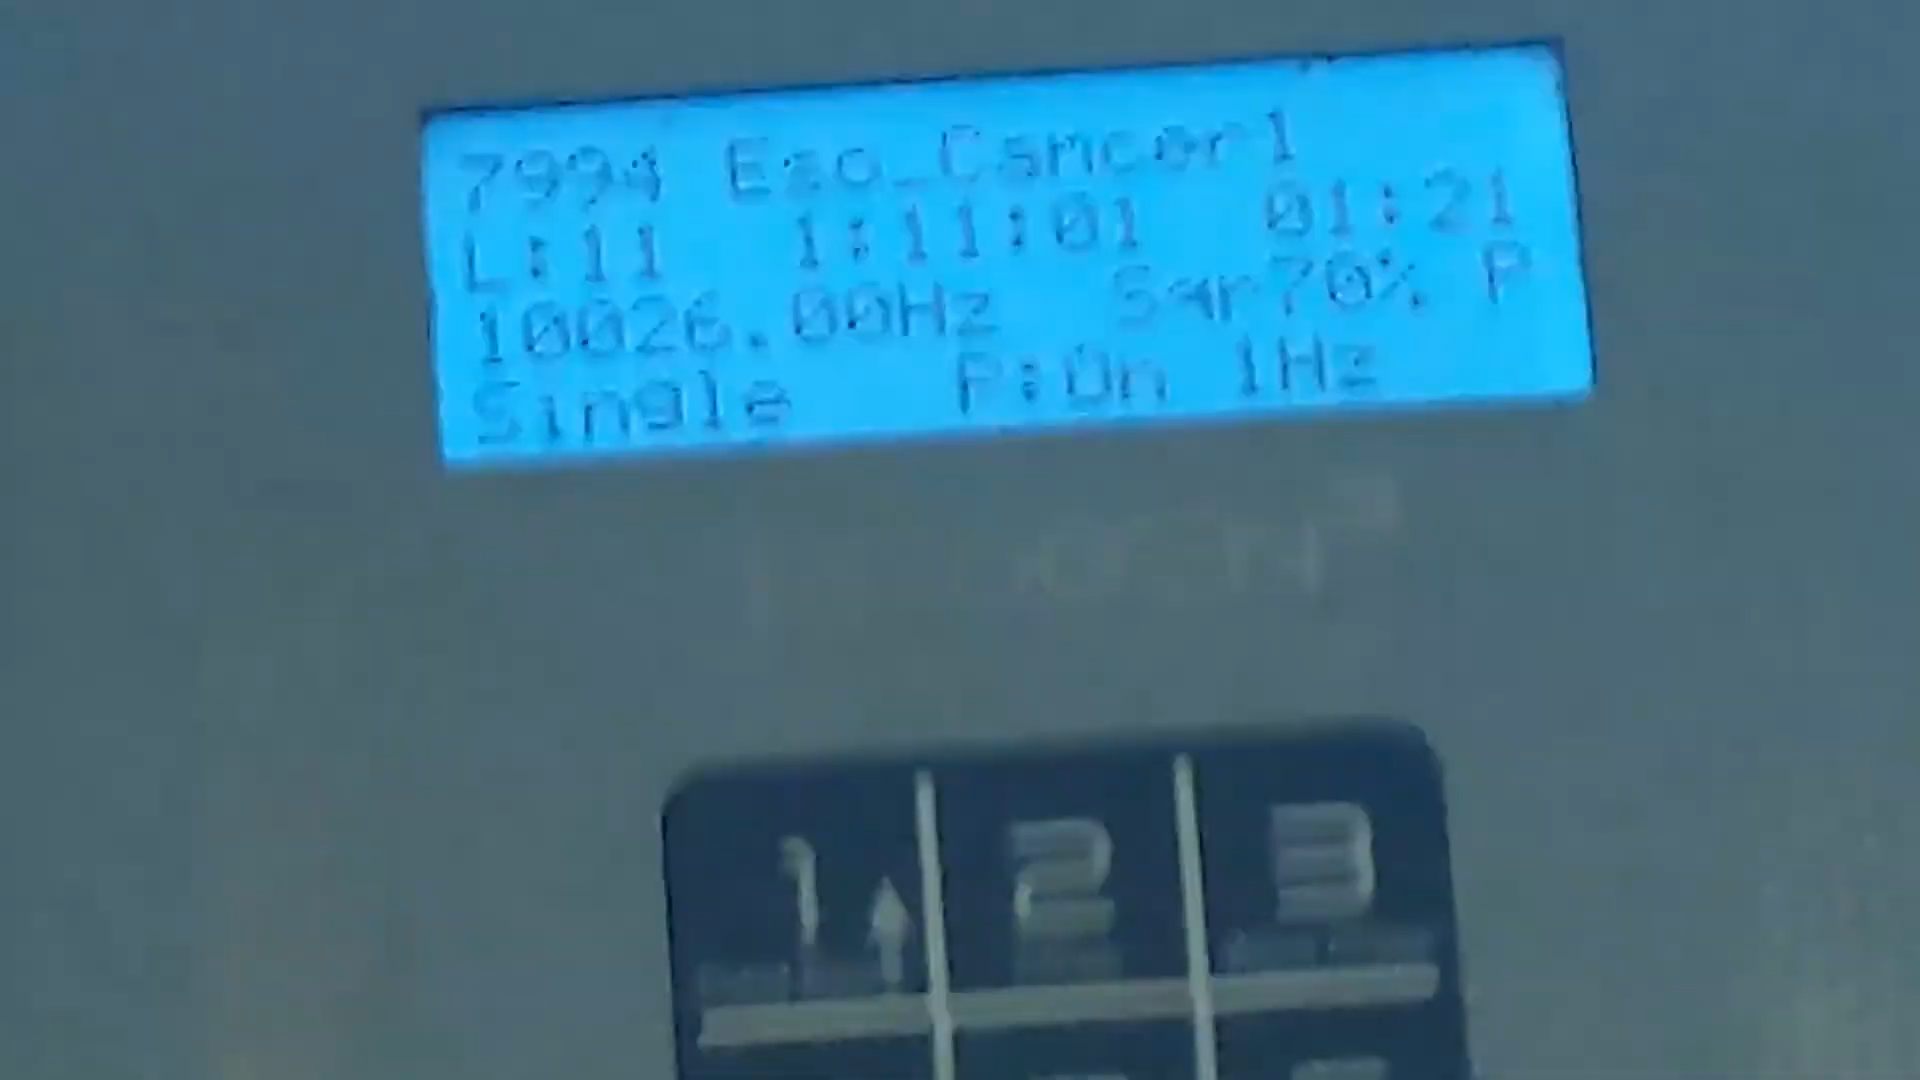 7994 Eso_Cancer1
L:11 1:11:01 01:21
10026.00Hz Sqr70% P
Single P:On 1Hz
1 2 3